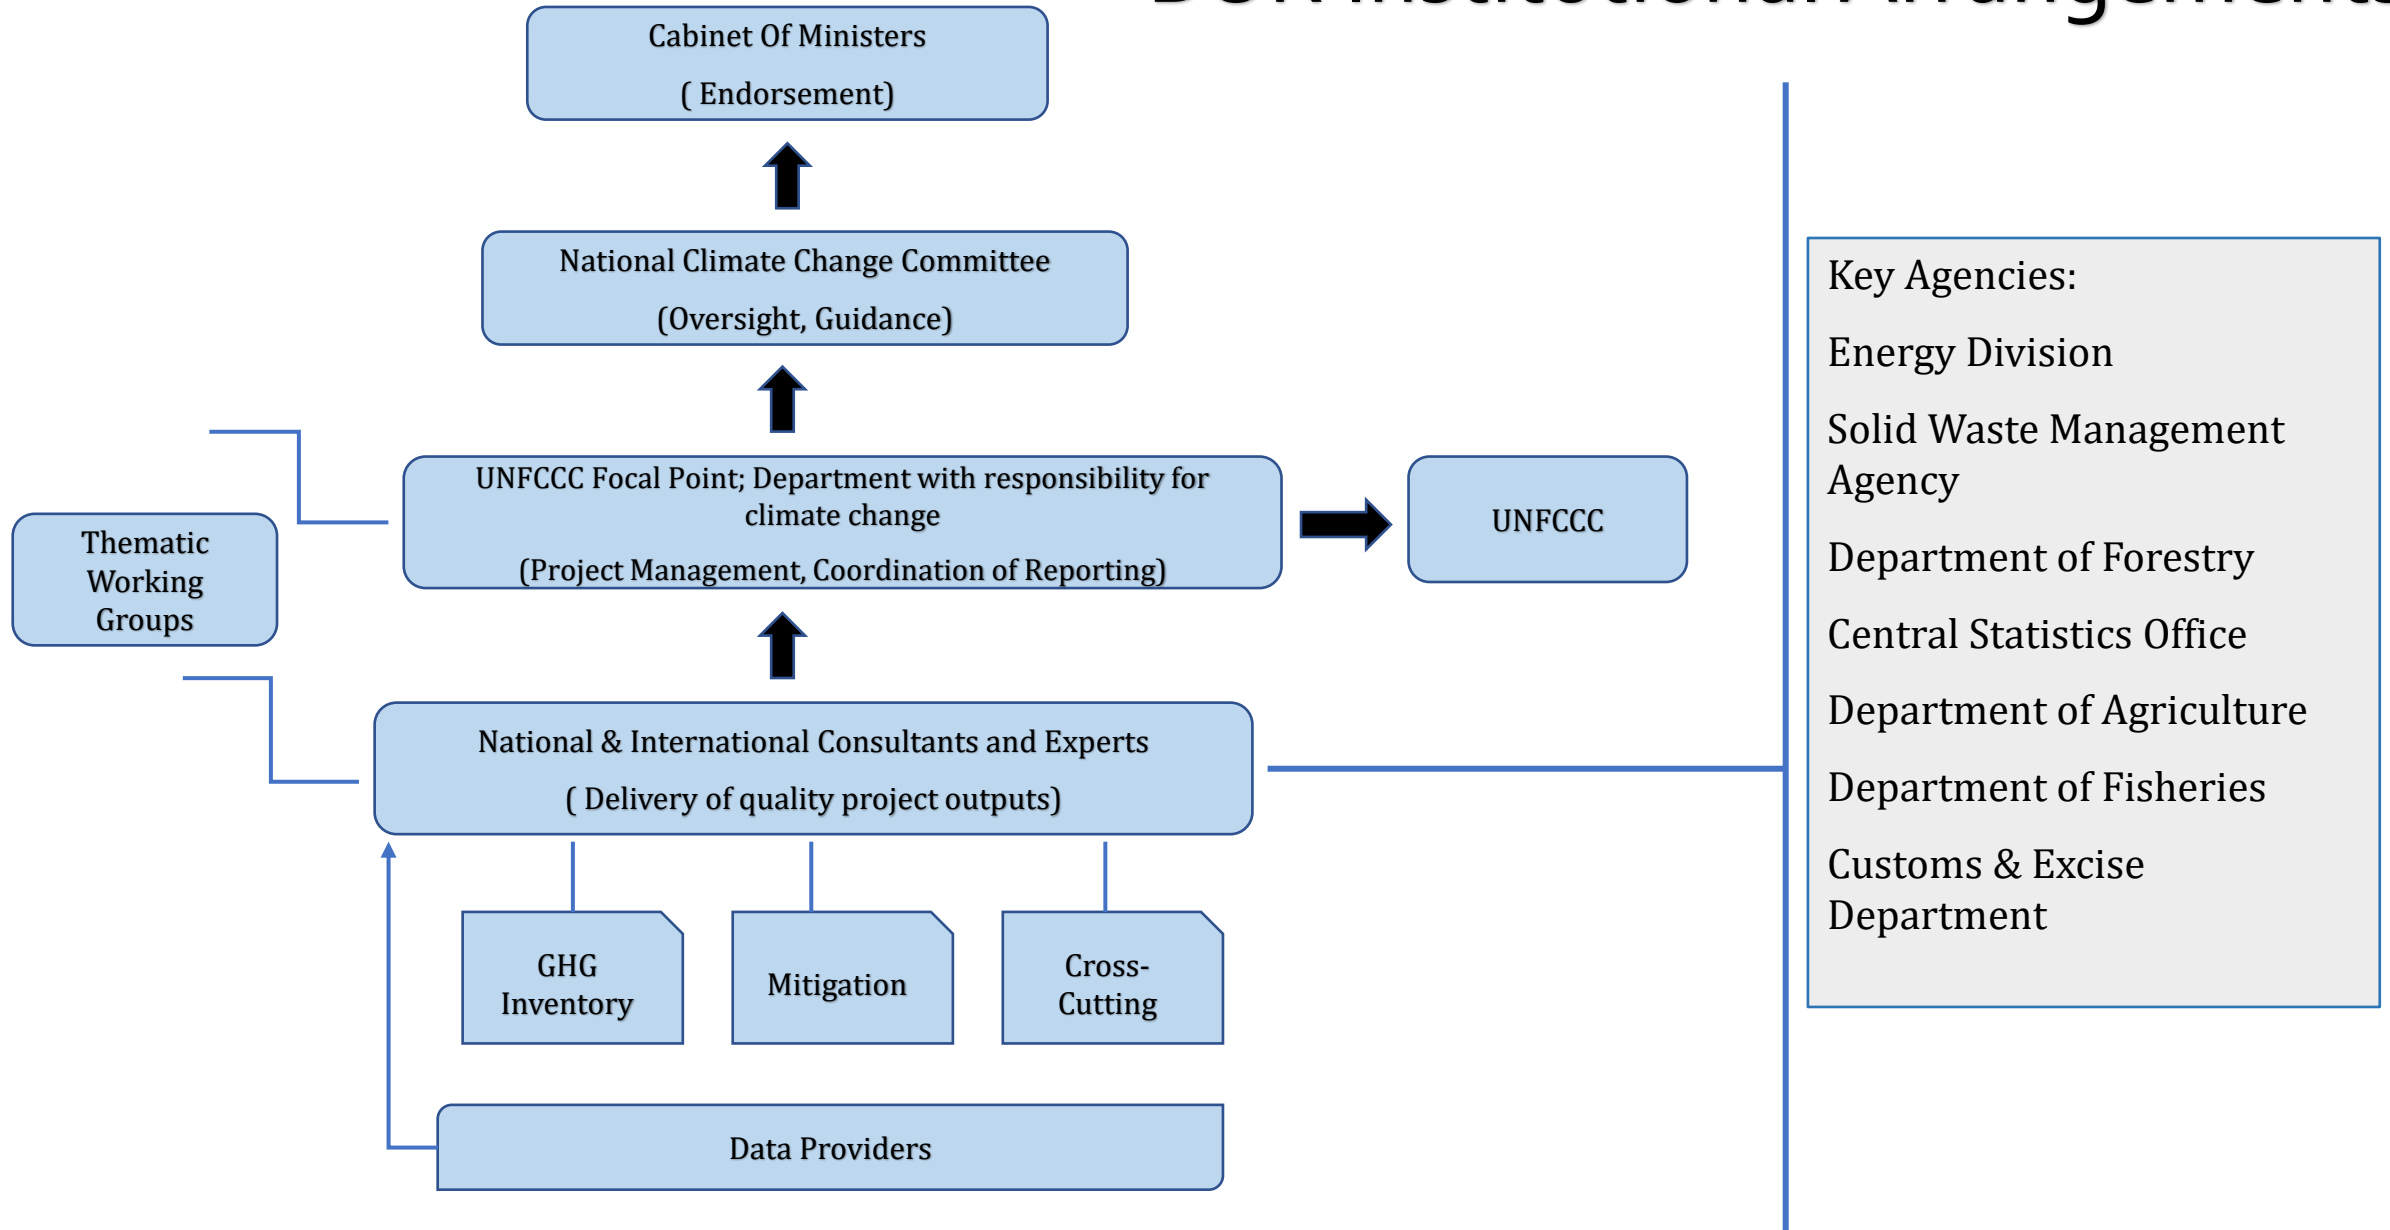 Institutional Arrangements
Cabinet Of Ministers
( Endorsement)
National Climate Change Committee
(Oversight, Guidance)
UNFCCC Focal Point; Department with responsibility for
climate change
(Project Management, Coordination of Reporting)
UNFCCC
Thematic
Working
Groups
National & International Consultants and Experts
( Delivery of quality project outputs)
GHG
Inventory
Mitigation
Cross-
Cutting
Data Providers
Key Agencies:
Energy Division
Solid Waste Management
Agency
Department of Forestry
Central Statistics Office
Department of Agriculture
Department of Fisheries
Customs & Excise
Department